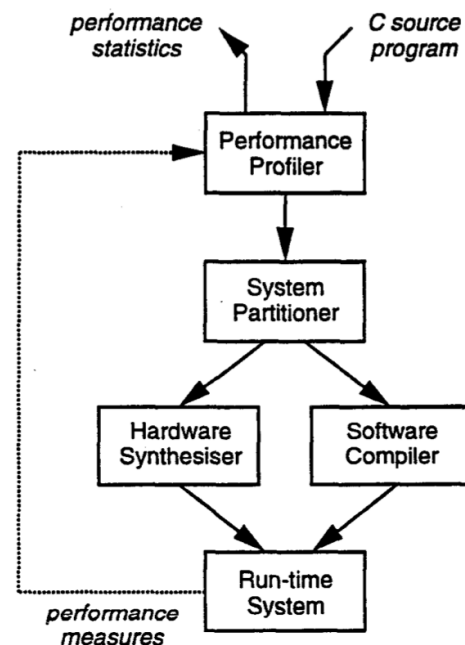 performance
statistics
C source
program
Performance
Profiler
System
Partitioner
Hardware
Synthesiser
Software
Compiler
Run-time
System
performance
measures